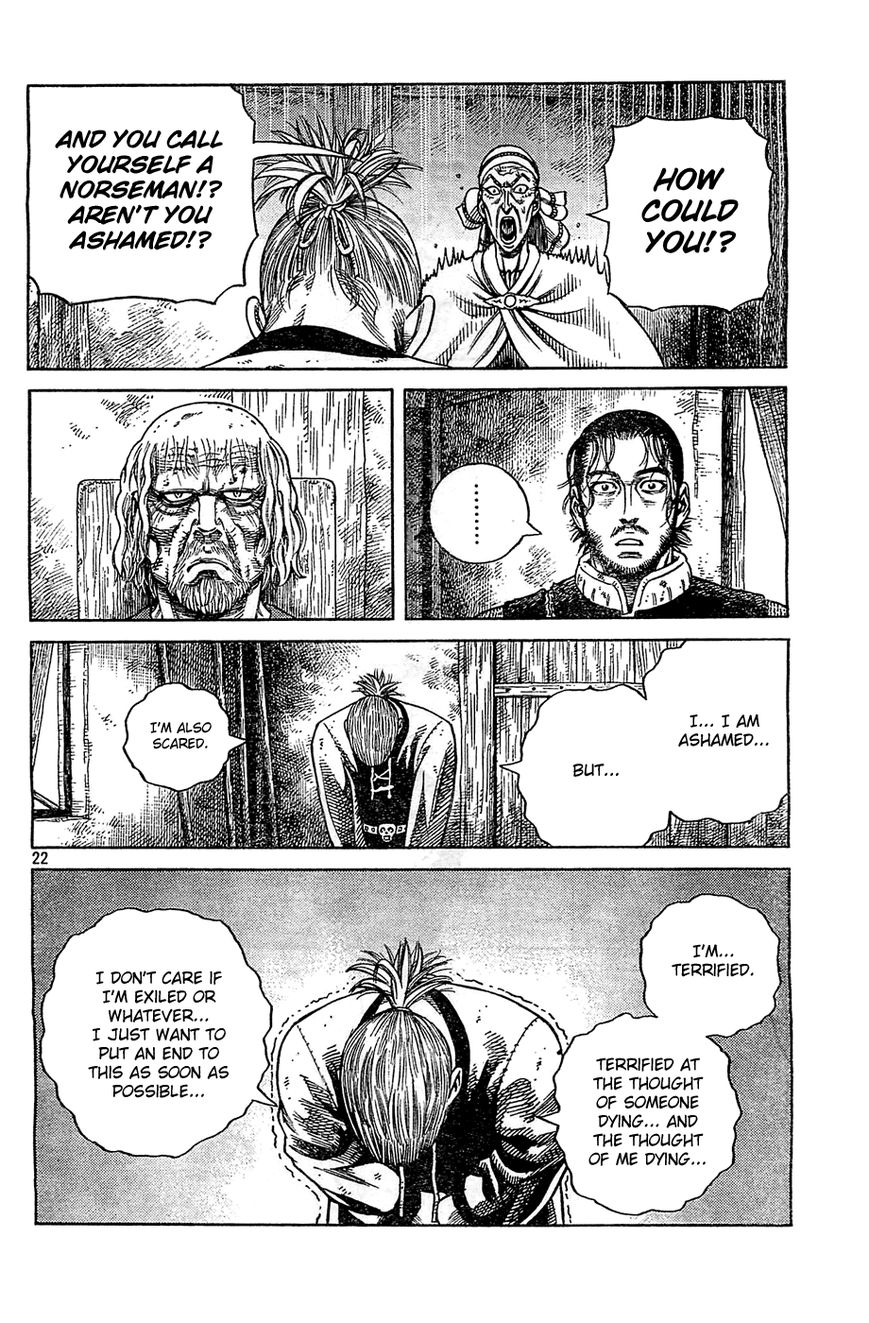 HOW
COULD
YOU!?
AND YOU CALL
YOURSELF A
NORSEMAN!?
AREN'T YOU
ASHAMED!?
........
I... I AM
ASHAMED...
BUT...
I'M ALSO
SCARED.
22
I'M...
TERRIFIED.
TERRIFIED AT
THE THOUGHT
OF SOMEONE
DYING... AND
THE THOUGHT
OF ME DYING...
I DON'T CARE IF
I'M EXILED OR
WHATEVER...
I JUST WANT TO
PUT AN END TO
THIS AS SOON AS
POSSIBLE...